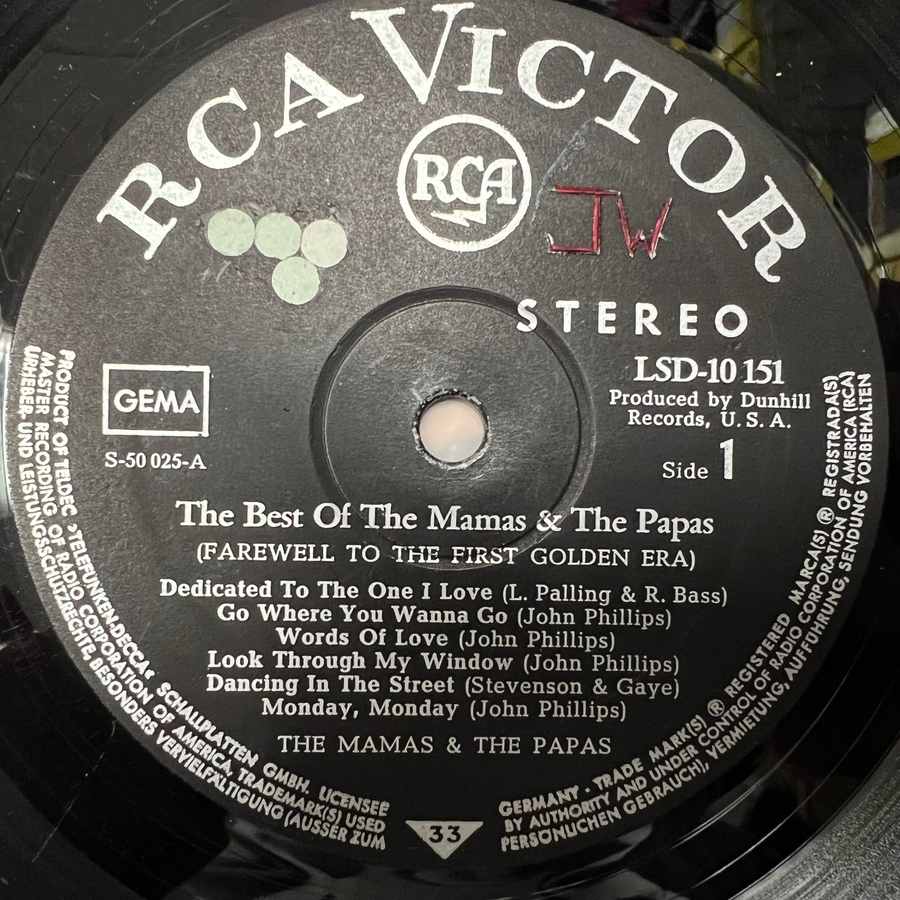 RCA VICTOR
RCA
JW
STEREO
LSD-10 151
Produced by Dunhill
Records, U. S. A.
Side 1
GEMA
S-50 025-A
The Best Of The Mamas & The Papas
(FAREWELL TO THE FIRST GOLDEN ERA)
Dedicated To The One I Love (L. Palling & R. Bass)
Go Where You Wanna Go (John Phillips)
Words Of Love (John Phillips)
Look Through My Window (John Phillips)
Dancing In The Street (Stevenson & Gaye)
Monday, Monday (John Phillips)
THE MAMAS & THE PAPAS
PRODUCT OF TELDEC »TELEFUNKEN-DECCA« SCHALLPLATTEN GMBH. LICENSEE
MASTER RECORDING OF RADIO CORPORATION OF AMERICA, TRADEMARK(S) USED
URHEBER- UND LEISTUNGSSCHUTZRECHTE, BESONDERS VERVIELFÄLTIGUNG (AUSSER ZUM
33
GERMANY · TRADE MARK(S) ® REGISTERED MARCA(S) ® REGISTRADA(S)
BY AUTHORITY AND UNDER CONTROL OF RADIO CORPORATION OF AMERICA (RCA)
PERSÖNLICHEN GEBRAUCH), VERMIETUNG, AUFFÜHRUNG, SENDUNG VORBEHALTEN